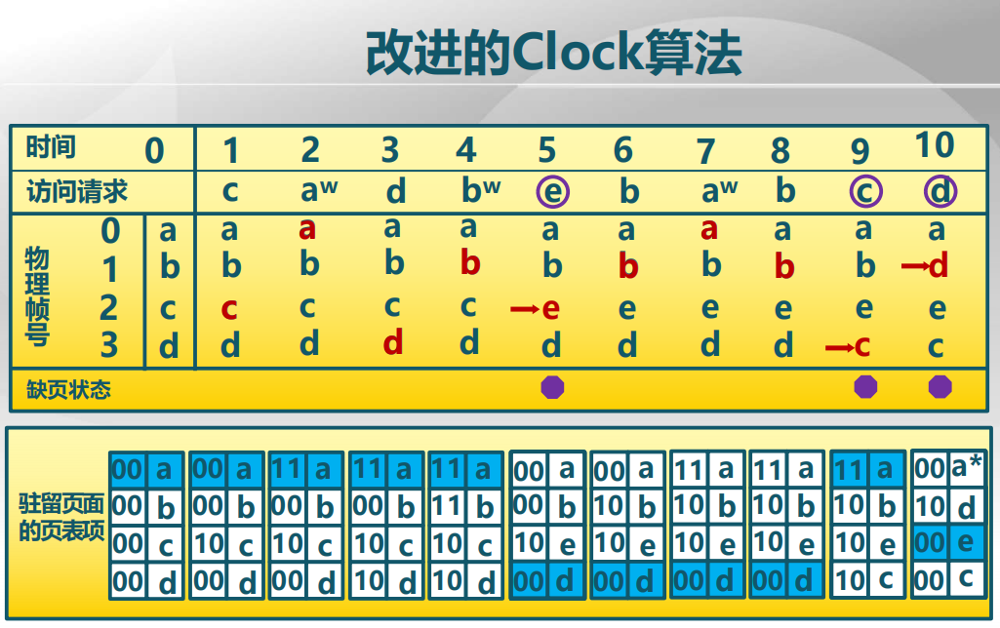 改进的Clock算法
时间 0 1 2 3 4 5 6 7 8 9 10
访问请求 c aw d bw e b aw b c d
物理帧号
0 a a a a a a a a a a a
1 b b b b b b b b b b →d
2 c c c c c →e e e e e e
3 d d d d d d d d d →c c
缺页状态
驻留页面
的页表项
00 a 00 a 11 a 11 a 11 a 00 a 00 a 11 a 11 a 11 a 00 a*
00 b 00 b 00 b 00 b 11 b 00 b 10 b 10 b 10 b 10 b 10 d
00 c 10 c 10 c 10 c 10 c 10 e 10 e 10 e 10 e 10 e 00 e
00 d 00 d 00 d 10 d 10 d 00 d 00 d 00 d 00 d 10 c 00 c